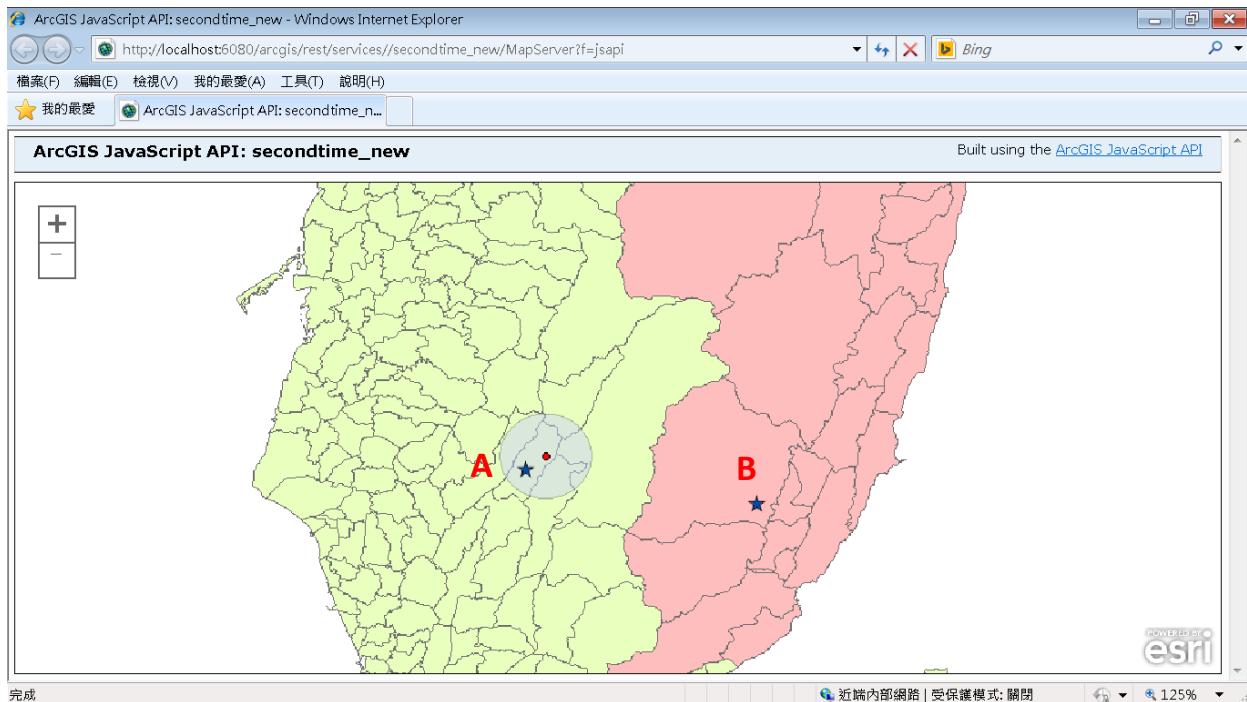 ArcGIS JavaScript API: secondtime_new - Windows Internet Explorer
http://localhost:6080/arcgis/rest/services//secondtime_new/MapServer?f=jsapi
Bing
檔案(F) 編輯(E) 檢視(V) 我的最愛(A) 工具(T) 說明(H)
我的最愛
ArcGIS JavaScript API: secondtime_n...
ArcGIS JavaScript API: secondtime_new
Built using the ArcGIS JavaScript API
+
−
A
B
POWERED BY
esri
完成
近端內部網路 | 受保護模式: 關閉
125%